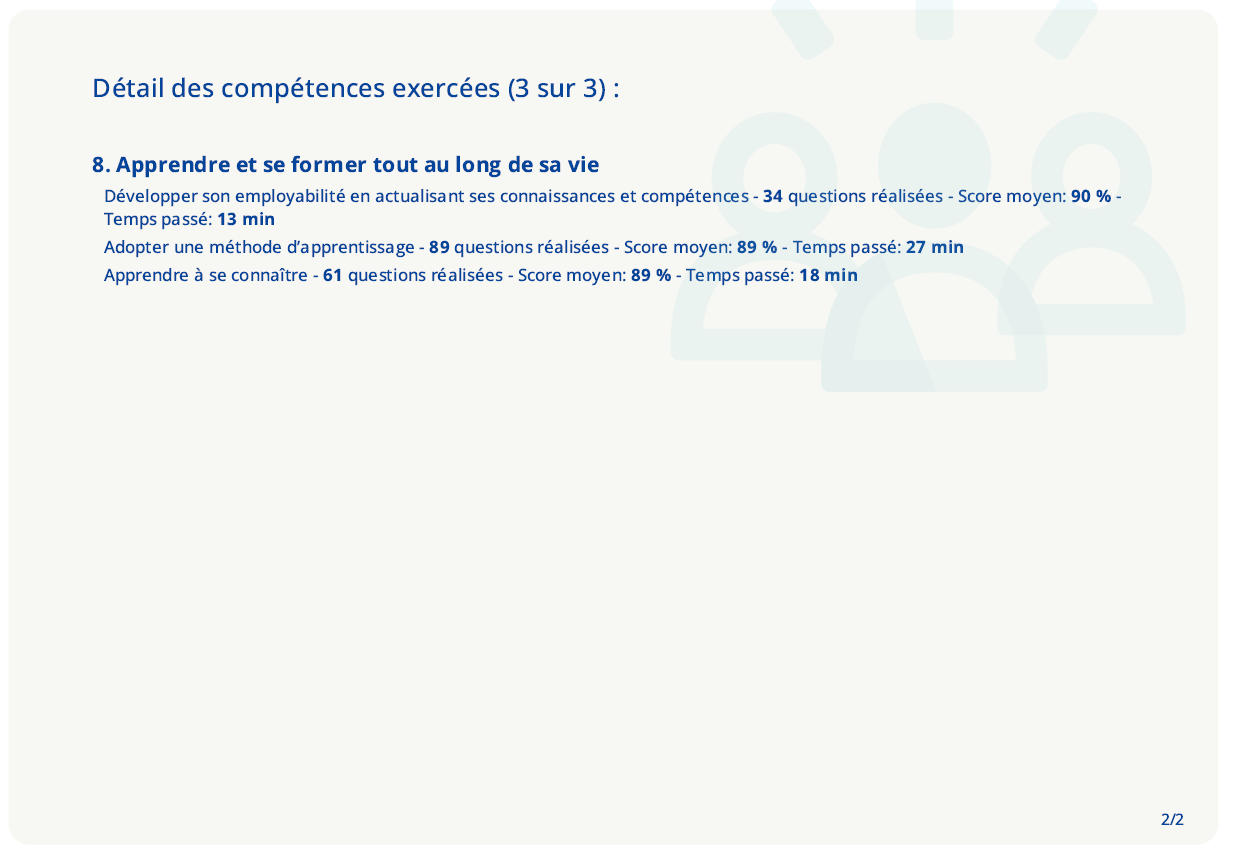 Détail des compétences exercées (3 sur 3) :
8. Apprendre et se former tout au long de sa vie
Développer son employabilité en actualisant ses connaissances et compétences - 34 questions réalisées - Score moyen: 90 % -
Temps passé: 13 min
Adopter une méthode d’apprentissage - 89 questions réalisées - Score moyen: 89 % - Temps passé: 27 min
Apprendre à se connaître - 61 questions réalisées - Score moyen: 89 % - Temps passé: 18 min
2/2